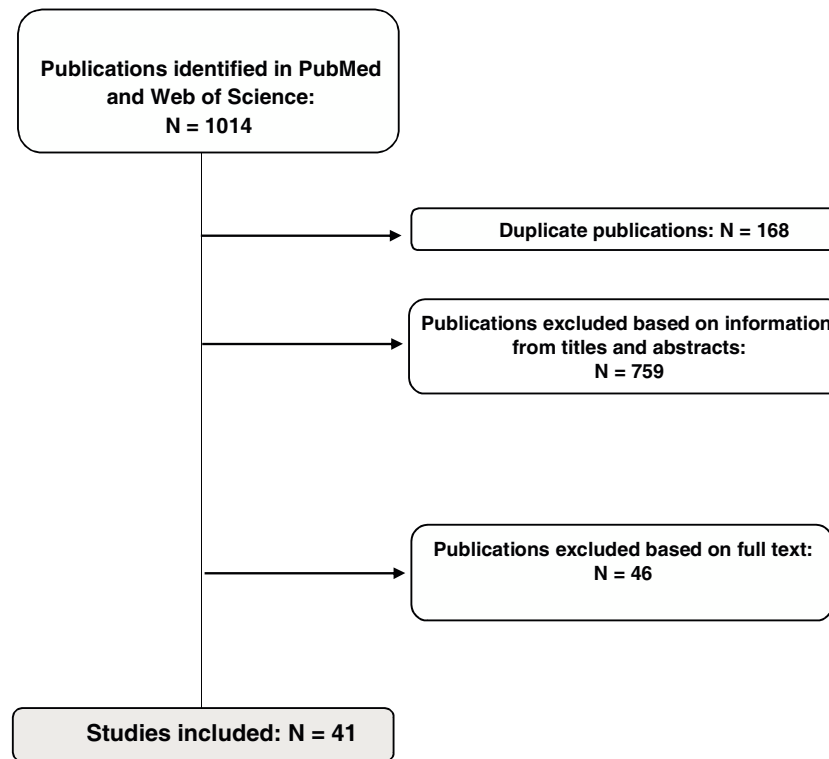 Publications identified in PubMed
and Web of Science:
N = 1014
Duplicate publications: N = 168
Publications excluded based on information
from titles and abstracts:
N = 759
Publications excluded based on full text:
N = 46
Studies included: N = 41